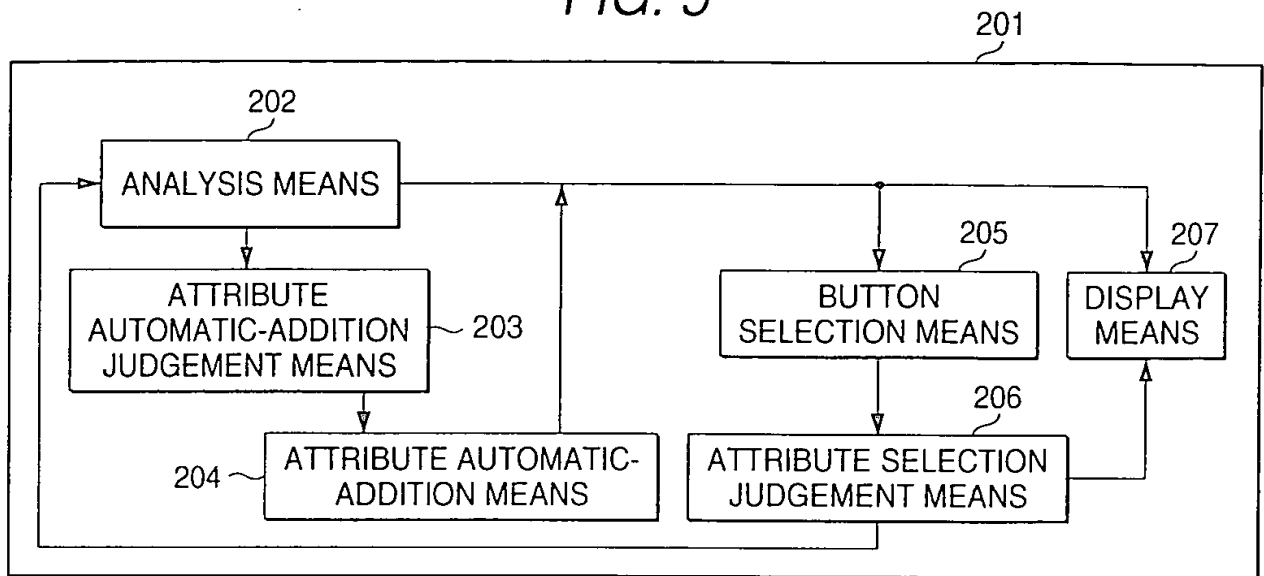 FIG.
201
202
ANALYSIS MEANS
205
207
ATTRIBUTE
AUTOMATIC-ADDITION
JUDGEMENT MEANS
203
BUTTON
SELECTION MEANS
DISPLAY
MEANS
206
204
ATTRIBUTE AUTOMATIC-
ADDITION MEANS
ATTRIBUTE SELECTION
JUDGEMENT MEANS